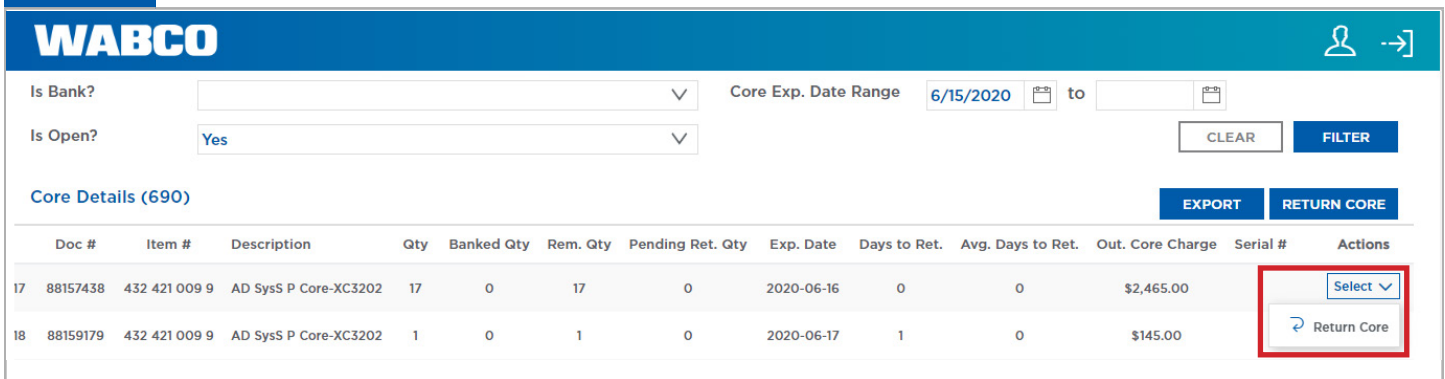 WABCO
Is Bank? Core Exp. Date Range 6/15/2020 to
Is Open? Yes CLEAR FILTER
Core Details (690) EXPORT RETURN CORE
Doc # Item # Description Qty Banked Qty Rem. Qty Pending Ret. Qty Exp. Date Days to Ret. Avg. Days to Ret. Out. Core Charge Serial # Actions
17 88157438 432 421 009 9 AD SysS P Core-XC3202 17 0 17 0 2020-06-16 0 0 $2,465.00 Select
Return Core
18 88159179 432 421 009 9 AD SysS P Core-XC3202 1 0 1 0 2020-06-17 1 0 $145.00